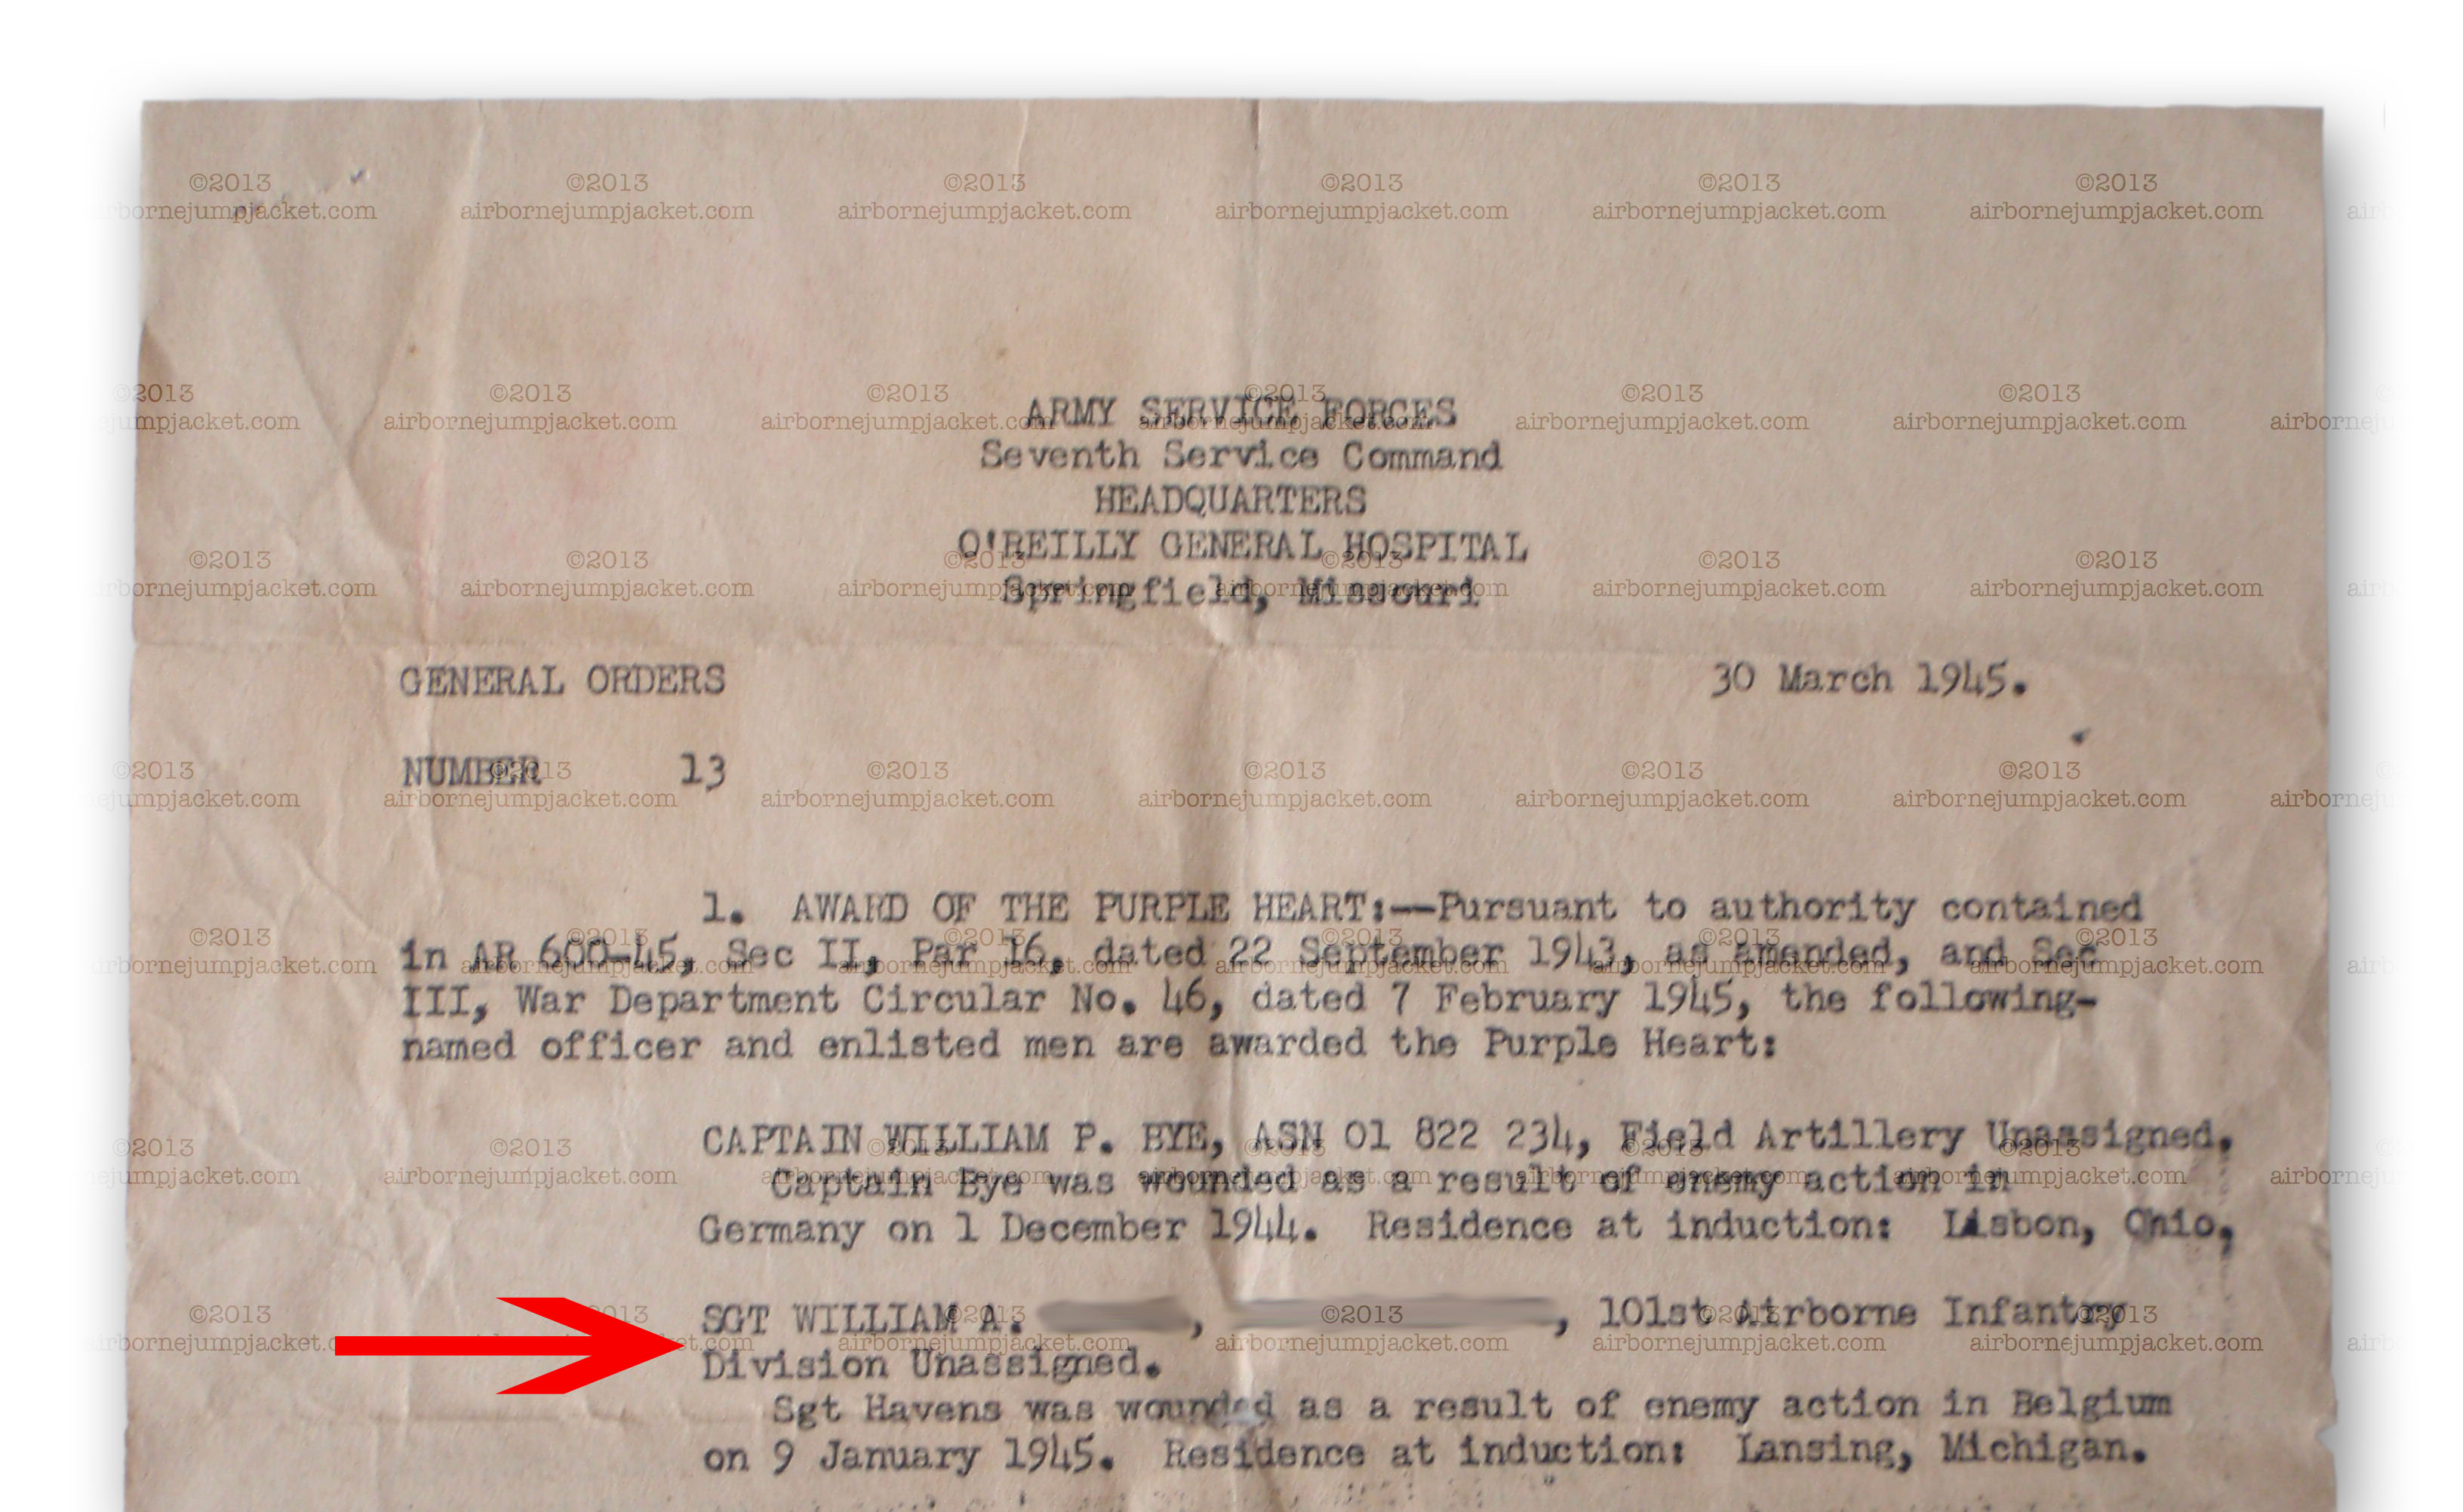 ARMY SERVICE FORCES
Seventh Service Command
HEADQUARTERS
O'REILLY GENERAL HOSPITAL
Springfield, Missouri
GENERAL ORDERS 30 March 1945.
NUMBER 13
1. AWARD OF THE PURPLE HEART:--Pursuant to authority contained
in AR 600-45, Sec II, Par 16, dated 22 September 1943, as amended, and Sec
III, War Department Circular No. 46, dated 7 February 1945, the following-
named officer and enlisted men are awarded the Purple Heart:
CAPTAIN WILLIAM P. BYE, ASN 01 822 234, Field Artillery Unassigned.
Captain Bye was wounded as a result of enemy action in
Germany on 1 December 1944. Residence at induction: Lisbon, Ohio.
SGT WILLIAM A. , , 101st Airborne Infantry
Division Unassigned.
Sgt Havens was wounded as a result of enemy action in Belgium
on 9 January 1945. Residence at induction: Lansing, Michigan.
©2013
airbornejumpjacket.com